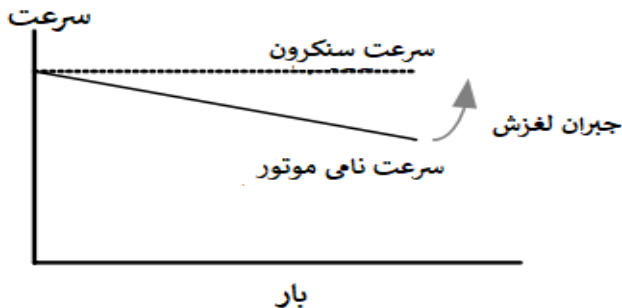 سرعت
سرعت سنکرون
جبران لغزش
سرعت نامی موتور
بار